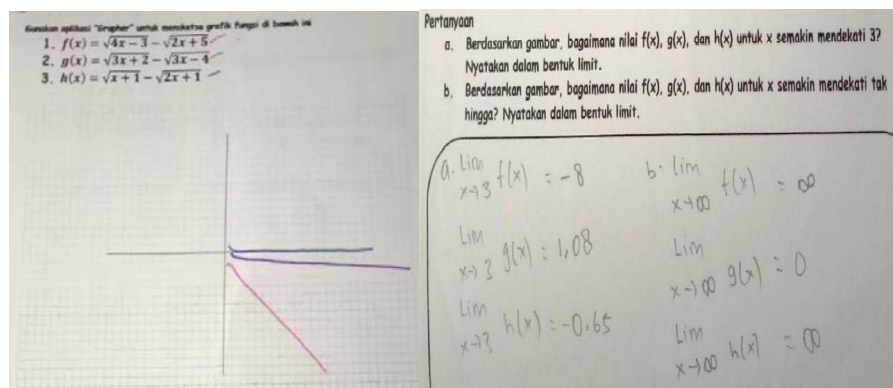 Gunakan aplikasi "Grapher" untuk mensketsa grafik fungsi di bawah ini
1. f(x) = √4x − 3 − √2x + 5
2. g(x) = √3x + 2 − √3x − 4
3. h(x) = √x + 1 − √2x + 1
Pertanyaan
a. Berdasarkan gambar, bagaimana nilai f(x), g(x), dan h(x) untuk x semakin mendekati 3?
Nyatakan dalam bentuk limit.
b. Berdasarkan gambar, bagaimana nilai f(x), g(x), dan h(x) untuk x semakin mendekati tak
hingga? Nyatakan dalam bentuk limit.
a. Lim x→3 f(x) = -8
Lim x→3 g(x) = 1,08
Lim x→3 h(x) = -0.65
b. Lim x→∞ f(x) = ∞
Lim x→∞ g(x) = 0
Lim x→∞ h(x) = ∞